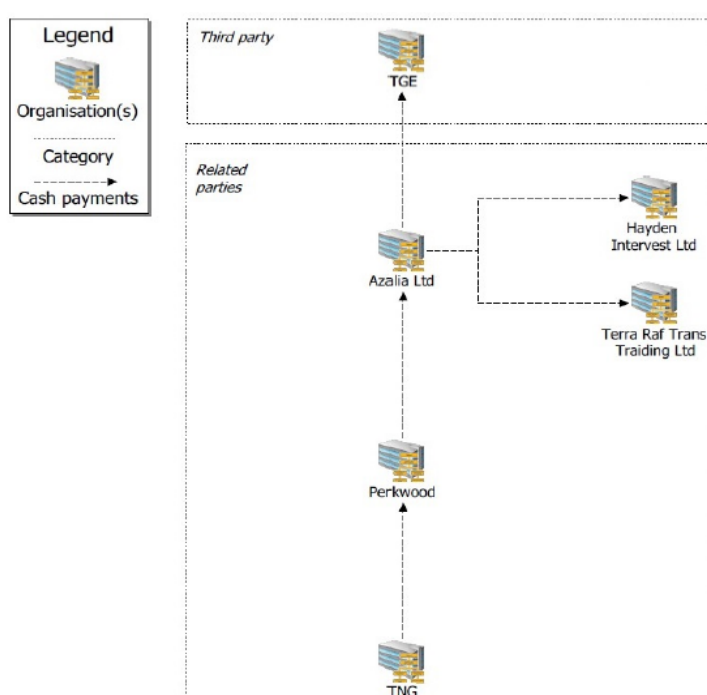 Legend
Organisation(s)
Category
Cash payments
Third party
TGE
Related
parties
Hayden
Intervest Ltd
Azalia Ltd
Terra Raf Trans
Traiding Ltd
Perkwood
TNG